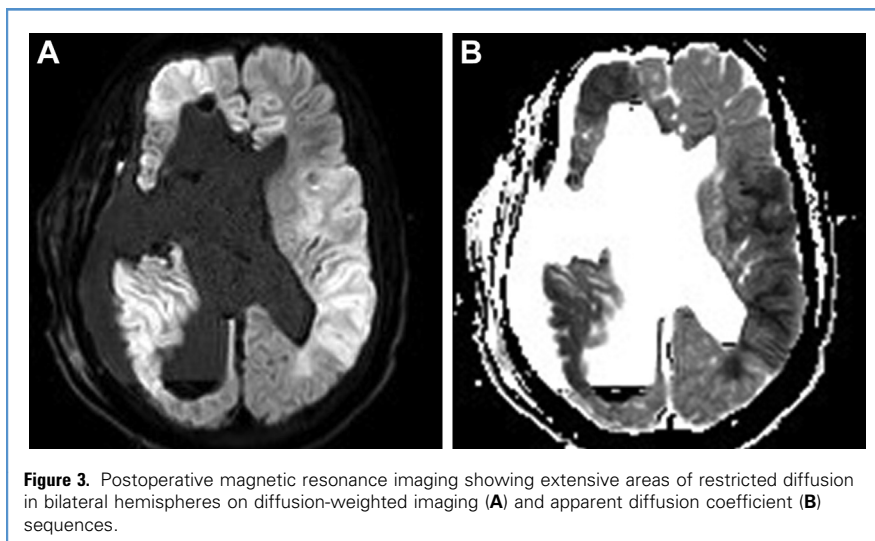 A
B
Figure 3. Postoperative magnetic resonance imaging showing extensive areas of restricted diffusion
in bilateral hemispheres on diffusion-weighted imaging (A) and apparent diffusion coefficient (B)
sequences.